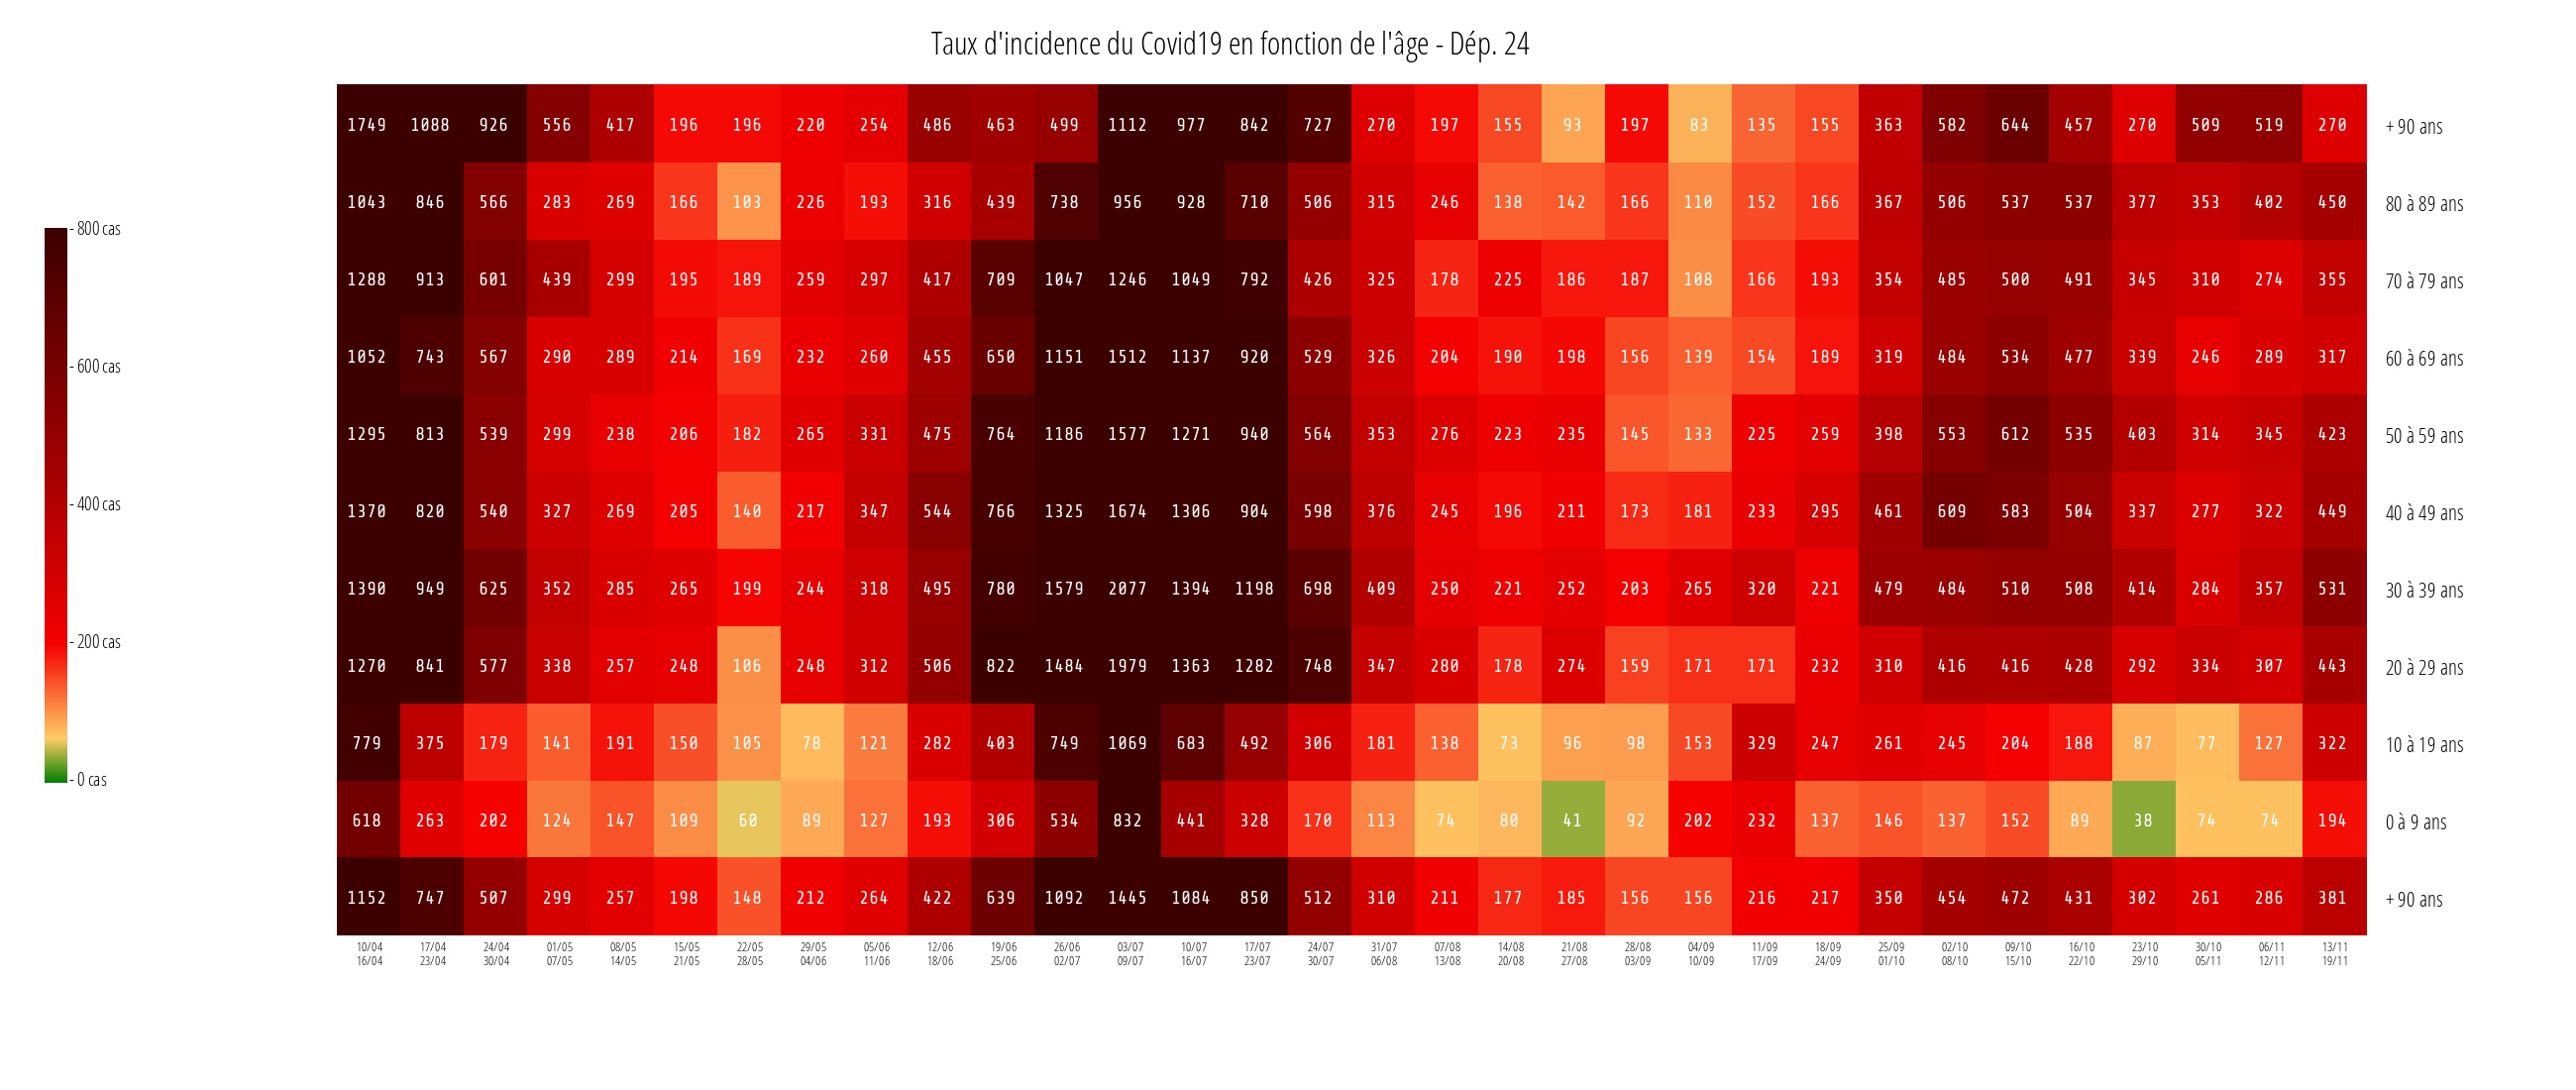 Taux d'incidence du Covid19 en fonction de l'âge - Dép. 24
1749 1088 926 556 417 196 196 220 254 486 463 499 1112 977 842 727 270 197 155 93 197 83 135 155 363 582 644 457 270 509 519 270 + 90 ans
1043 846 566 283 269 166 103 226 193 316 439 738 956 928 710 506 315 246 138 142 166 110 152 166 367 506 537 537 377 353 402 450 80 à 89 ans
- 800 cas
1288 913 601 439 299 195 189 259 297 417 709 1047 1246 1049 792 426 325 178 225 186 187 108 166 193 354 485 500 491 345 310 274 355 70 à 79 ans
1052 743 567 290 289 214 169 232 260 455 650 1151 1512 1137 920 529 326 204 190 198 156 139 154 189 319 484 534 477 339 246 289 317 60 à 69 ans
- 600 cas
1295 813 539 299 238 206 182 265 331 475 764 1186 1577 1271 940 564 353 276 223 235 145 133 225 259 398 553 612 535 403 314 345 423 50 à 59 ans
- 400 cas
1370 820 540 327 269 205 140 217 347 544 766 1325 1674 1306 904 598 376 245 196 211 173 181 233 295 461 609 583 504 337 277 322 449 40 à 49 ans
1390 949 625 352 285 265 199 244 318 495 780 1579 2077 1394 1198 698 409 250 221 252 203 265 320 221 479 484 510 508 414 284 357 531 30 à 39 ans
- 200 cas
1270 841 577 338 257 248 106 248 312 506 822 1484 1979 1363 1282 748 347 280 178 274 159 171 171 232 310 416 416 428 292 334 307 443 20 à 29 ans
779 375 179 141 191 150 105 78 121 282 403 749 1069 683 492 306 181 138 73 96 98 153 329 247 261 245 204 188 87 77 127 322 10 à 19 ans
- 0 cas
618 263 202 124 147 109 60 89 127 193 306 534 832 441 328 170 113 74 80 41 92 202 232 137 146 137 152 89 38 74 74 194 0 à 9 ans
1152 747 507 299 257 198 148 212 264 422 639 1092 1445 1084 850 512 310 211 177 185 156 156 216 217 350 454 472 431 302 261 286 381 + 90 ans
10/04 17/04 24/04 01/05 08/05 15/05 22/05 29/05 05/06 12/06 19/06 26/06 03/07 10/07 17/07 24/07 31/07 07/08 14/08 21/08 28/08 04/09 11/09 18/09 25/09 02/10 09/10 16/10 23/10 30/10 06/11 13/11
16/04 23/04 30/04 07/05 14/05 21/05 28/05 04/06 11/06 18/06 25/06 02/07 09/07 16/07 23/07 30/07 06/08 13/08 20/08 27/08 03/09 10/09 17/09 24/09 01/10 08/10 15/10 22/10 29/10 05/11 12/11 19/11